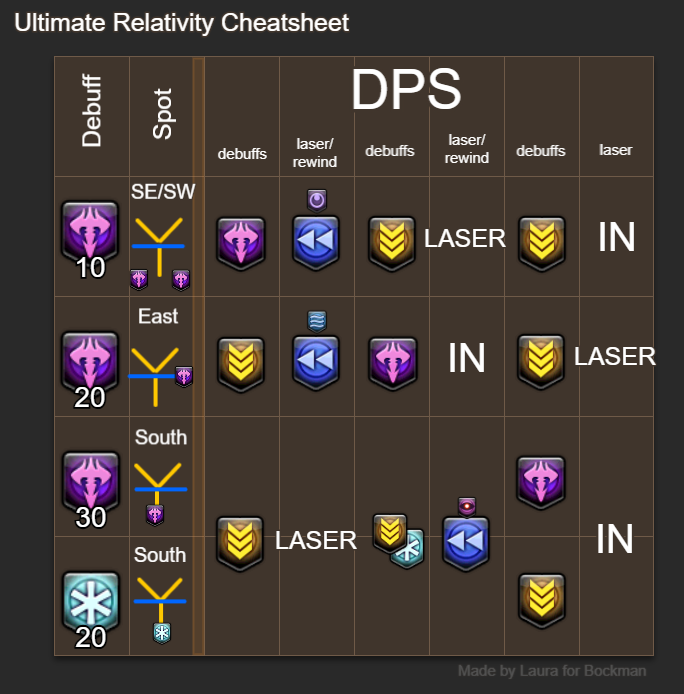 Ultimate Relativity Cheatsheet
Debuff
Spot
DPS
debuffs
laser/
rewind
debuffs
laser/
rewind
debuffs
laser
10
SE/SW
LASER
IN
20
East
IN
LASER
30
South
LASER
IN
20
South
Made by Laura for Bockman